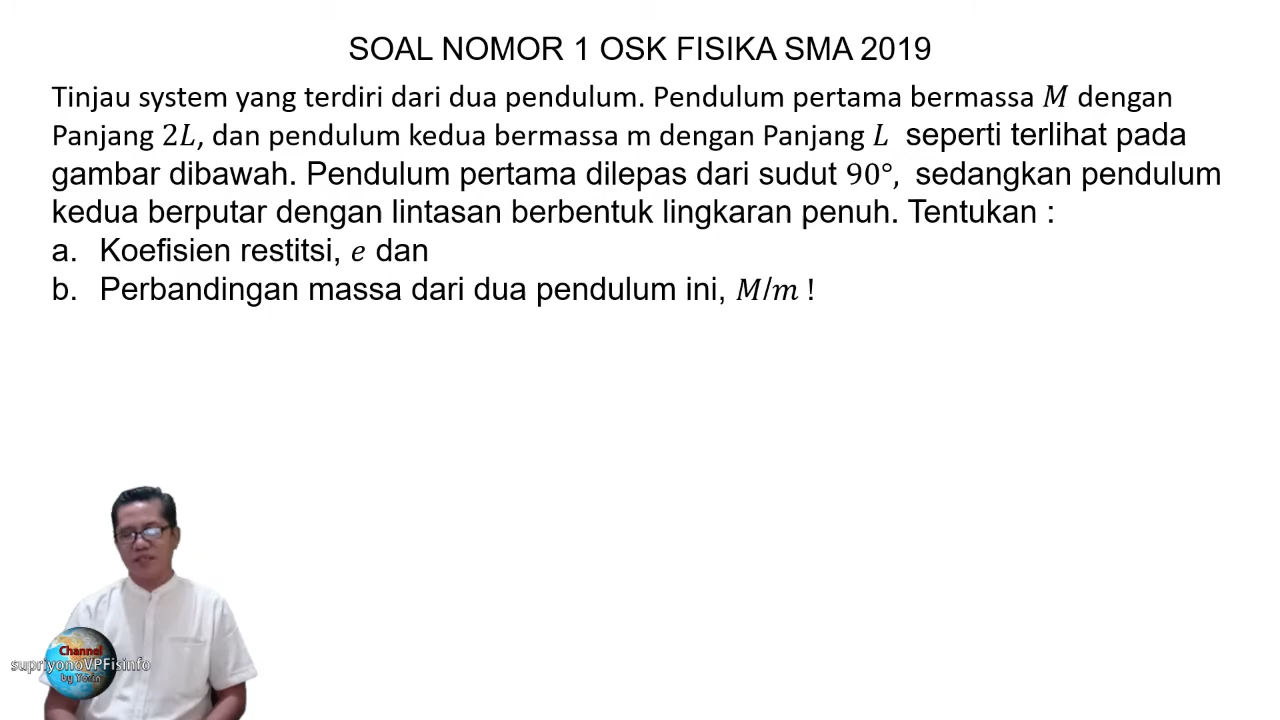 SOAL NOMOR 1 OSK FISIKA SMA 2019
Tinjau system yang terdiri dari dua pendulum. Pendulum pertama bermassa M dengan
Panjang 2L, dan pendulum kedua bermassa m dengan Panjang L seperti terlihat pada
gambar dibawah. Pendulum pertama dilepas dari sudut 90°, sedangkan pendulum
kedua berputar dengan lintasan berbentuk lingkaran penuh. Tentukan :
a. Koefisien restitsi, e dan
b. Perbandingan massa dari dua pendulum ini, M/m !
Channel
supriyonoVPFisinfo
by Yorin